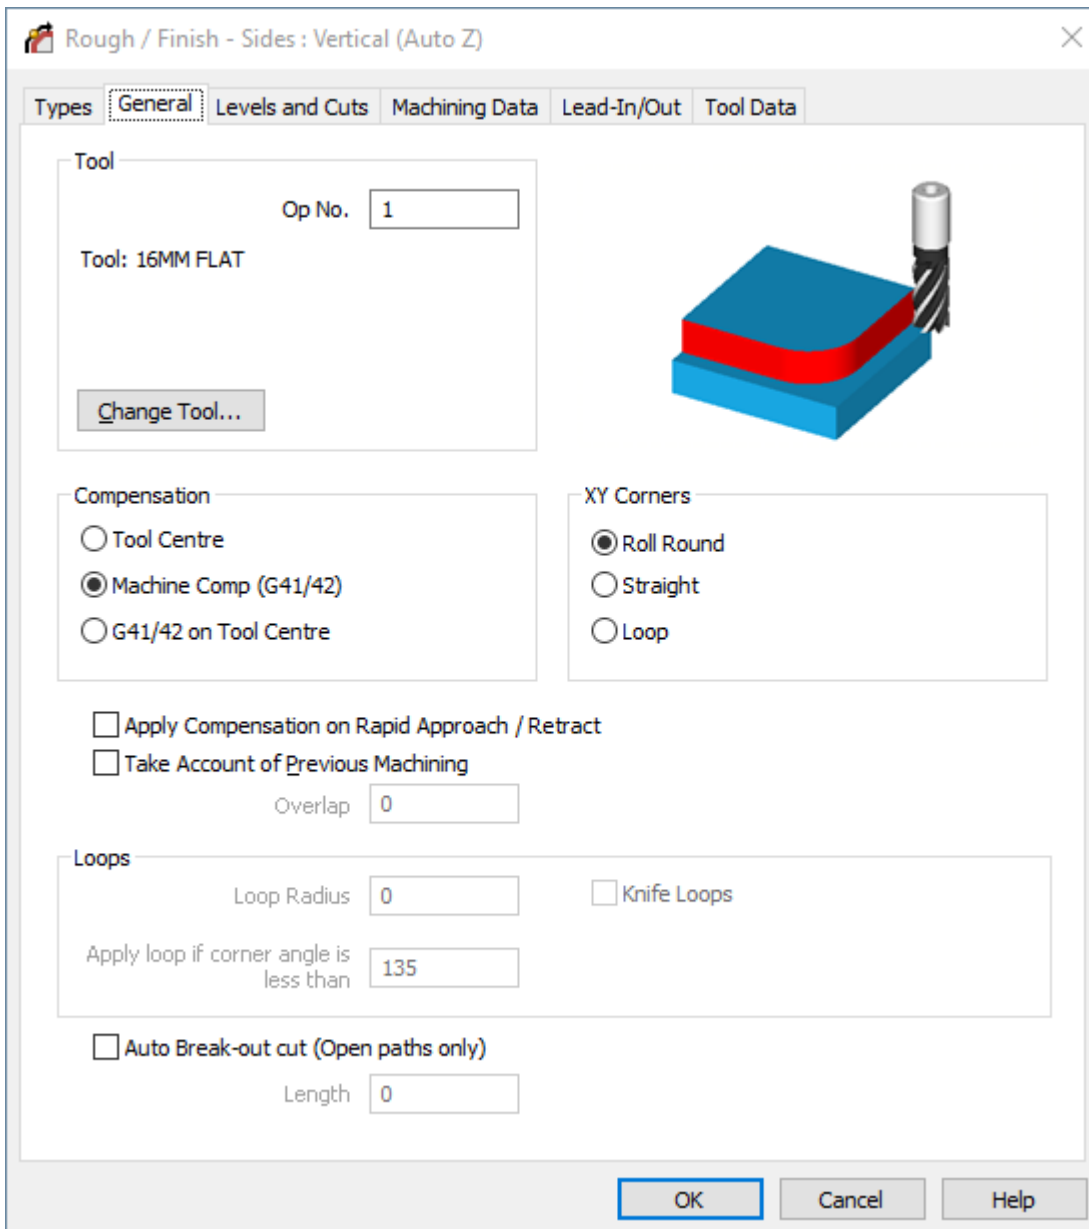 Rough / Finish - Sides : Vertical (Auto Z)
Types General Levels and Cuts Machining Data Lead-In/Out Tool Data
Tool
Op No. 1
Tool: 16MM FLAT
Change Tool...
Compensation
Tool Centre
Machine Comp (G41/42)
G41/42 on Tool Centre
XY Corners
Roll Round
Straight
Loop
Apply Compensation on Rapid Approach / Retract
Take Account of Previous Machining
Overlap 0
Loops
Loop Radius 0 Knife Loops
Apply loop if corner angle is
less than 135
Auto Break-out cut (Open paths only)
Length 0
OK Cancel Help